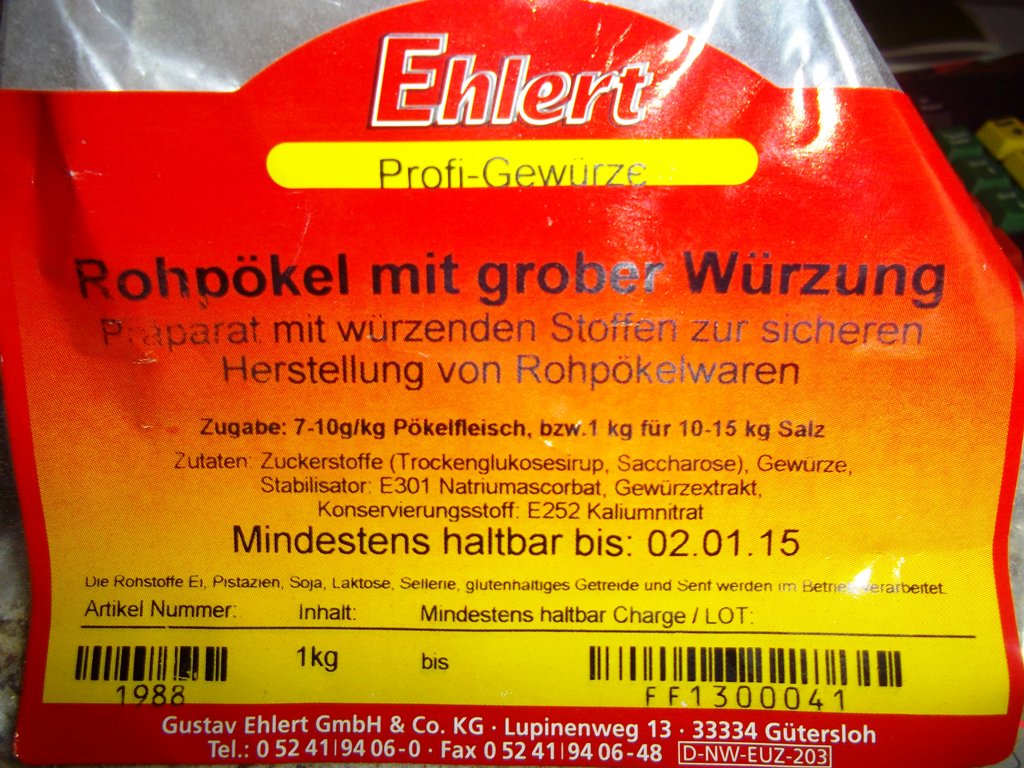 Ehlert
Profi-Gewürze
Rohpökel mit grober Würzung
Präparat mit würzenden Stoffen zur sicheren
Herstellung von Rohpökelwaren
Zugabe: 7-10g/kg Pökelfleisch, bzw.1 kg für 10-15 kg Salz
Zutaten: Zuckerstoffe (Trockenglukosesirup, Saccharose), Gewürze,
Stabilisator: E301 Natriumascorbat, Gewürzextrakt,
Konservierungsstoff: E252 Kaliumnitrat
Mindestens haltbar bis: 02.01.15
Die Rohstoffe Ei, Pistazien, Soja, Laktose, Sellerie, glutenhaltiges Getreide und Senf werden im Betrieb verarbeitet.
Artikel Nummer: Inhalt: Mindestens haltbar Charge / LOT:
1kg bis
1988 FF1300041
Gustav Ehlert GmbH & Co. KG · Lupinenweg 13 · 33334 Gütersloh
Tel.: 0 52 41|94 06-0 · Fax 0 52 41|94 06-48 D-NW-EUZ-203